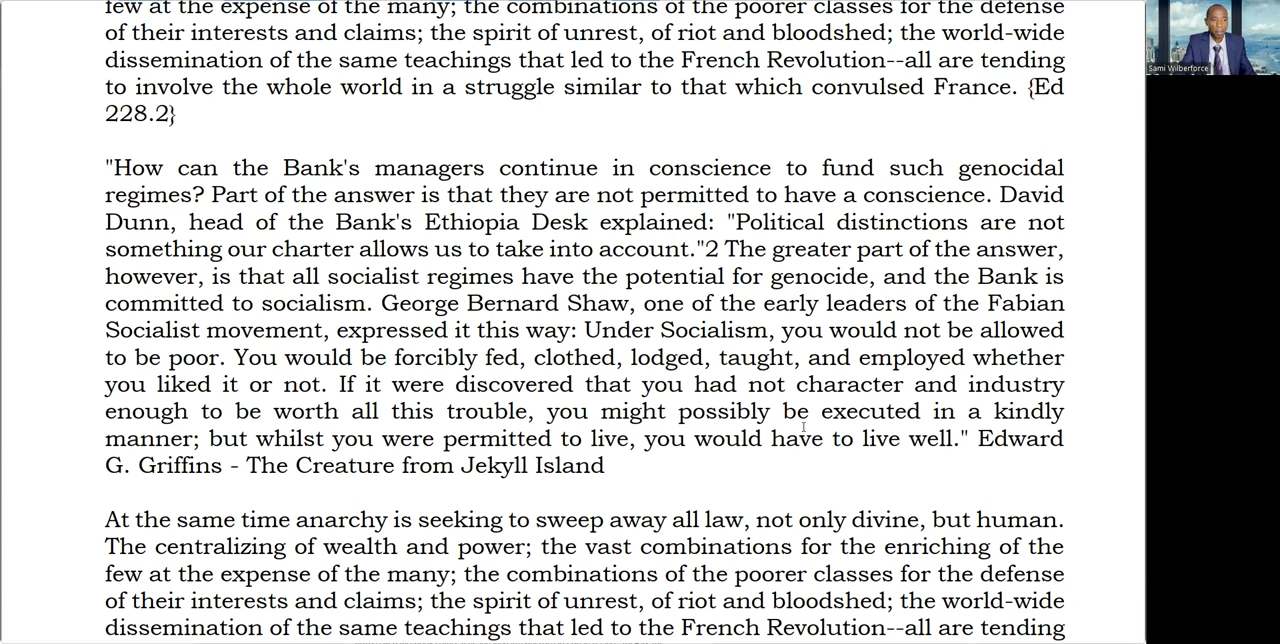 few at the expense of the many; the combinations of the poorer classes for the defense
of their interests and claims; the spirit of unrest, of riot and bloodshed; the world-wide
dissemination of the same teachings that led to the French Revolution--all are tending
to involve the whole world in a struggle similar to that which convulsed France. {Ed
228.2}
"How can the Bank's managers continue in conscience to fund such genocidal
regimes? Part of the answer is that they are not permitted to have a conscience. David
Dunn, head of the Bank's Ethiopia Desk explained: "Political distinctions are not
something our charter allows us to take into account."2 The greater part of the answer,
however, is that all socialist regimes have the potential for genocide, and the Bank is
committed to socialism. George Bernard Shaw, one of the early leaders of the Fabian
Socialist movement, expressed it this way: Under Socialism, you would not be allowed
to be poor. You would be forcibly fed, clothed, lodged, taught, and employed whether
you liked it or not. If it were discovered that you had not character and industry
enough to be worth all this trouble, you might possibly be executed in a kindly
manner; but whilst you were permitted to live, you would have to live well." Edward
G. Griffins - The Creature from Jekyll Island
At the same time anarchy is seeking to sweep away all law, not only divine, but human.
The centralizing of wealth and power; the vast combinations for the enriching of the
few at the expense of the many; the combinations of the poorer classes for the defense
of their interests and claims; the spirit of unrest, of riot and bloodshed; the world-wide
dissemination of the same teachings that led to the French Revolution--all are tending
Sami Wilberforce